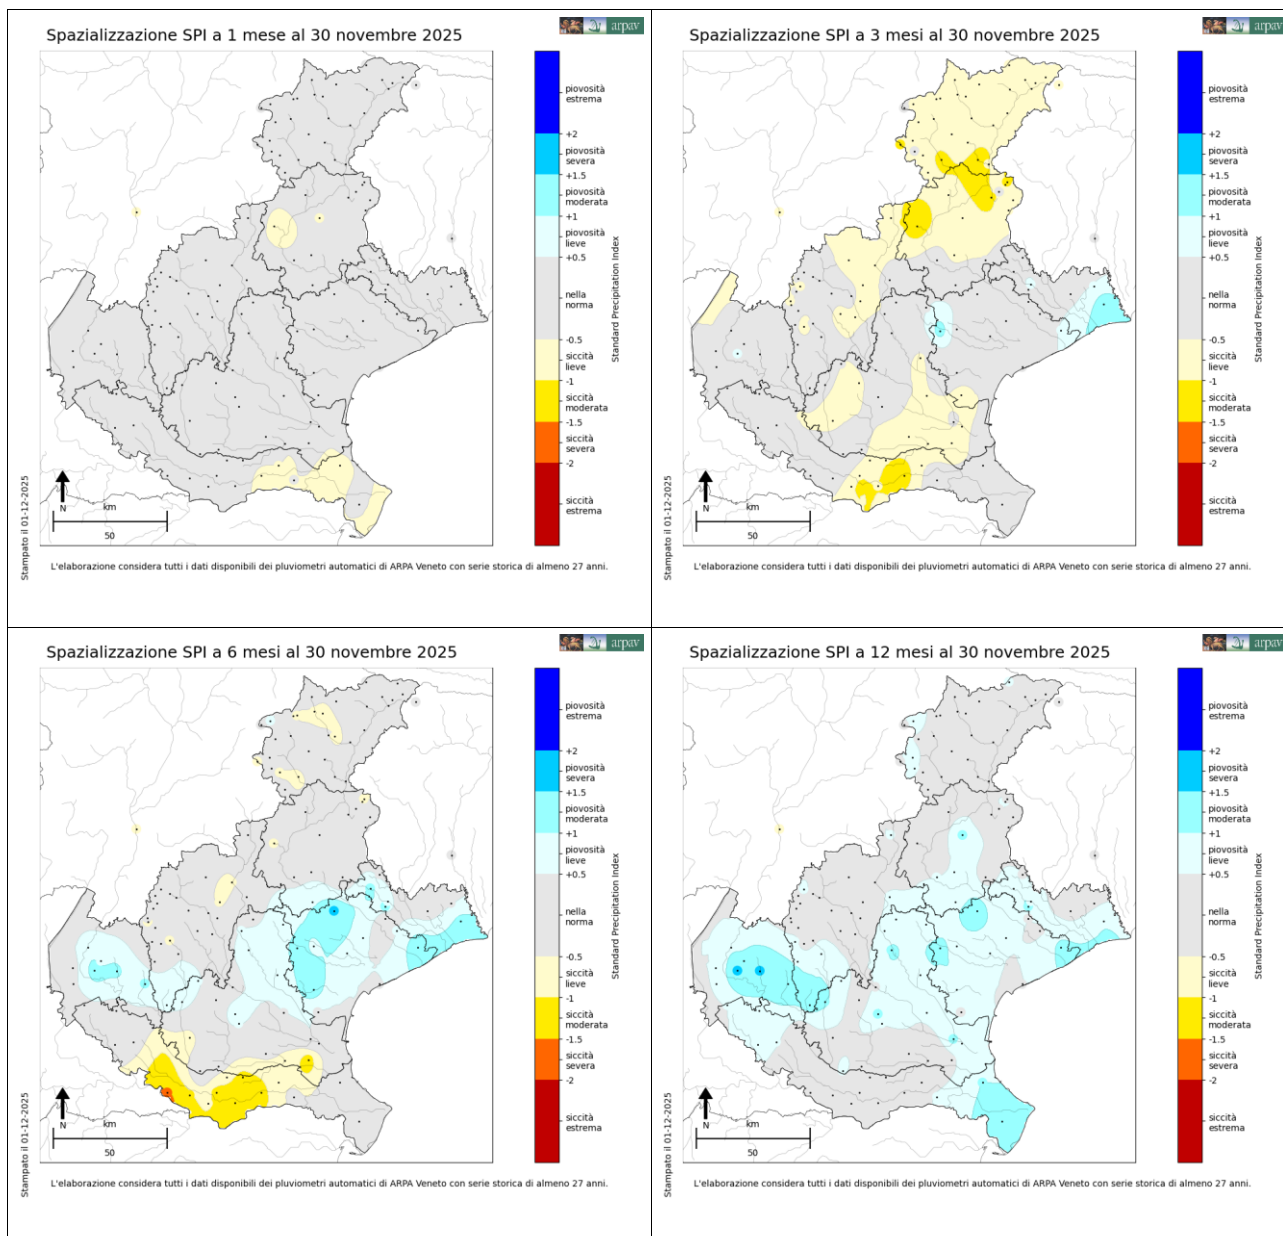 arpav
Spazializzazione SPI a 1 mese al 30 novembre 2025
piovosità
estrema
+2
piovosità
severa
+1.5
piovosità
moderata
+1
piovosità
lieve
+0.5
nella
norma
-0.5
siccità
lieve
-1
siccità
moderata
-1.5
siccità
severa
-2
siccità
estrema
Standard Precipitation Index
Stampato il 01-12-2025
N
km
50
L'elaborazione considera tutti i dati disponibili dei pluviometri automatici di ARPA Veneto con serie storica di almeno 27 anni.
arpav
Spazializzazione SPI a 3 mesi al 30 novembre 2025
piovosità
estrema
+2
piovosità
severa
+1.5
piovosità
moderata
+1
piovosità
lieve
+0.5
nella
norma
-0.5
siccità
lieve
-1
siccità
moderata
-1.5
siccità
severa
-2
siccità
estrema
Standard Precipitation Index
Stampato il 01-12-2025
N
km
50
L'elaborazione considera tutti i dati disponibili dei pluviometri automatici di ARPA Veneto con serie storica di almeno 27 anni.
arpav
Spazializzazione SPI a 6 mesi al 30 novembre 2025
piovosità
estrema
+2
piovosità
severa
+1.5
piovosità
moderata
+1
piovosità
lieve
+0.5
nella
norma
-0.5
siccità
lieve
-1
siccità
moderata
-1.5
siccità
severa
-2
siccità
estrema
Standard Precipitation Index
Stampato il 01-12-2025
N
km
50
L'elaborazione considera tutti i dati disponibili dei pluviometri automatici di ARPA Veneto con serie storica di almeno 27 anni.
arpav
Spazializzazione SPI a 12 mesi al 30 novembre 2025
piovosità
estrema
+2
piovosità
severa
+1.5
piovosità
moderata
+1
piovosità
lieve
+0.5
nella
norma
-0.5
siccità
lieve
-1
siccità
moderata
-1.5
siccità
severa
-2
siccità
estrema
Standard Precipitation Index
Stampato il 01-12-2025
N
km
50
L'elaborazione considera tutti i dati disponibili dei pluviometri automatici di ARPA Veneto con serie storica di almeno 27 anni.